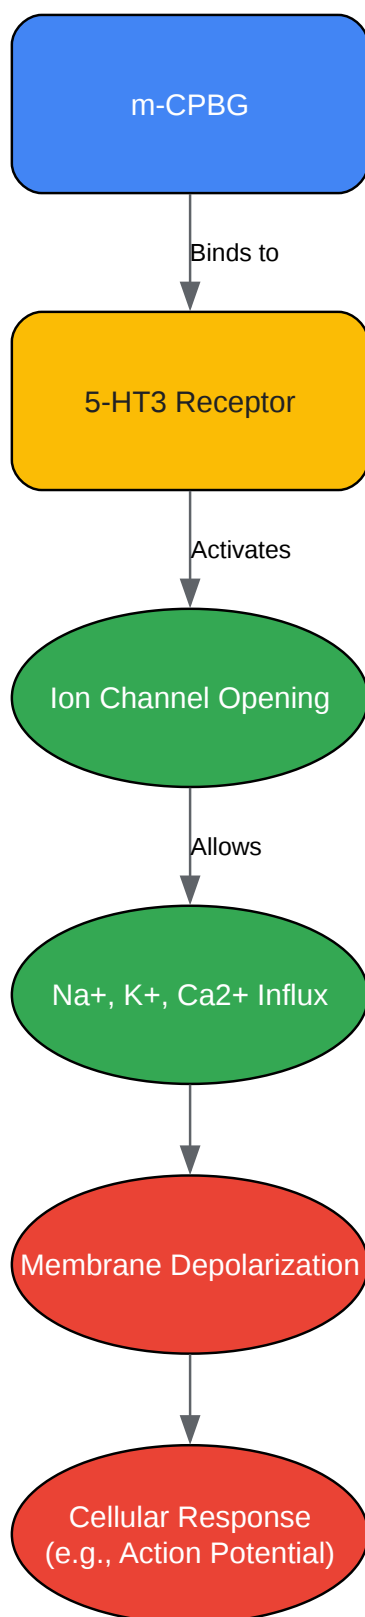 m-CPBG
Binds to
5-HT3 Receptor
Activates
Ion Channel Opening
Allows
Na+, K+, Ca2+ Influx
Membrane Depolarization
Cellular Response
(e.g., Action Potential)